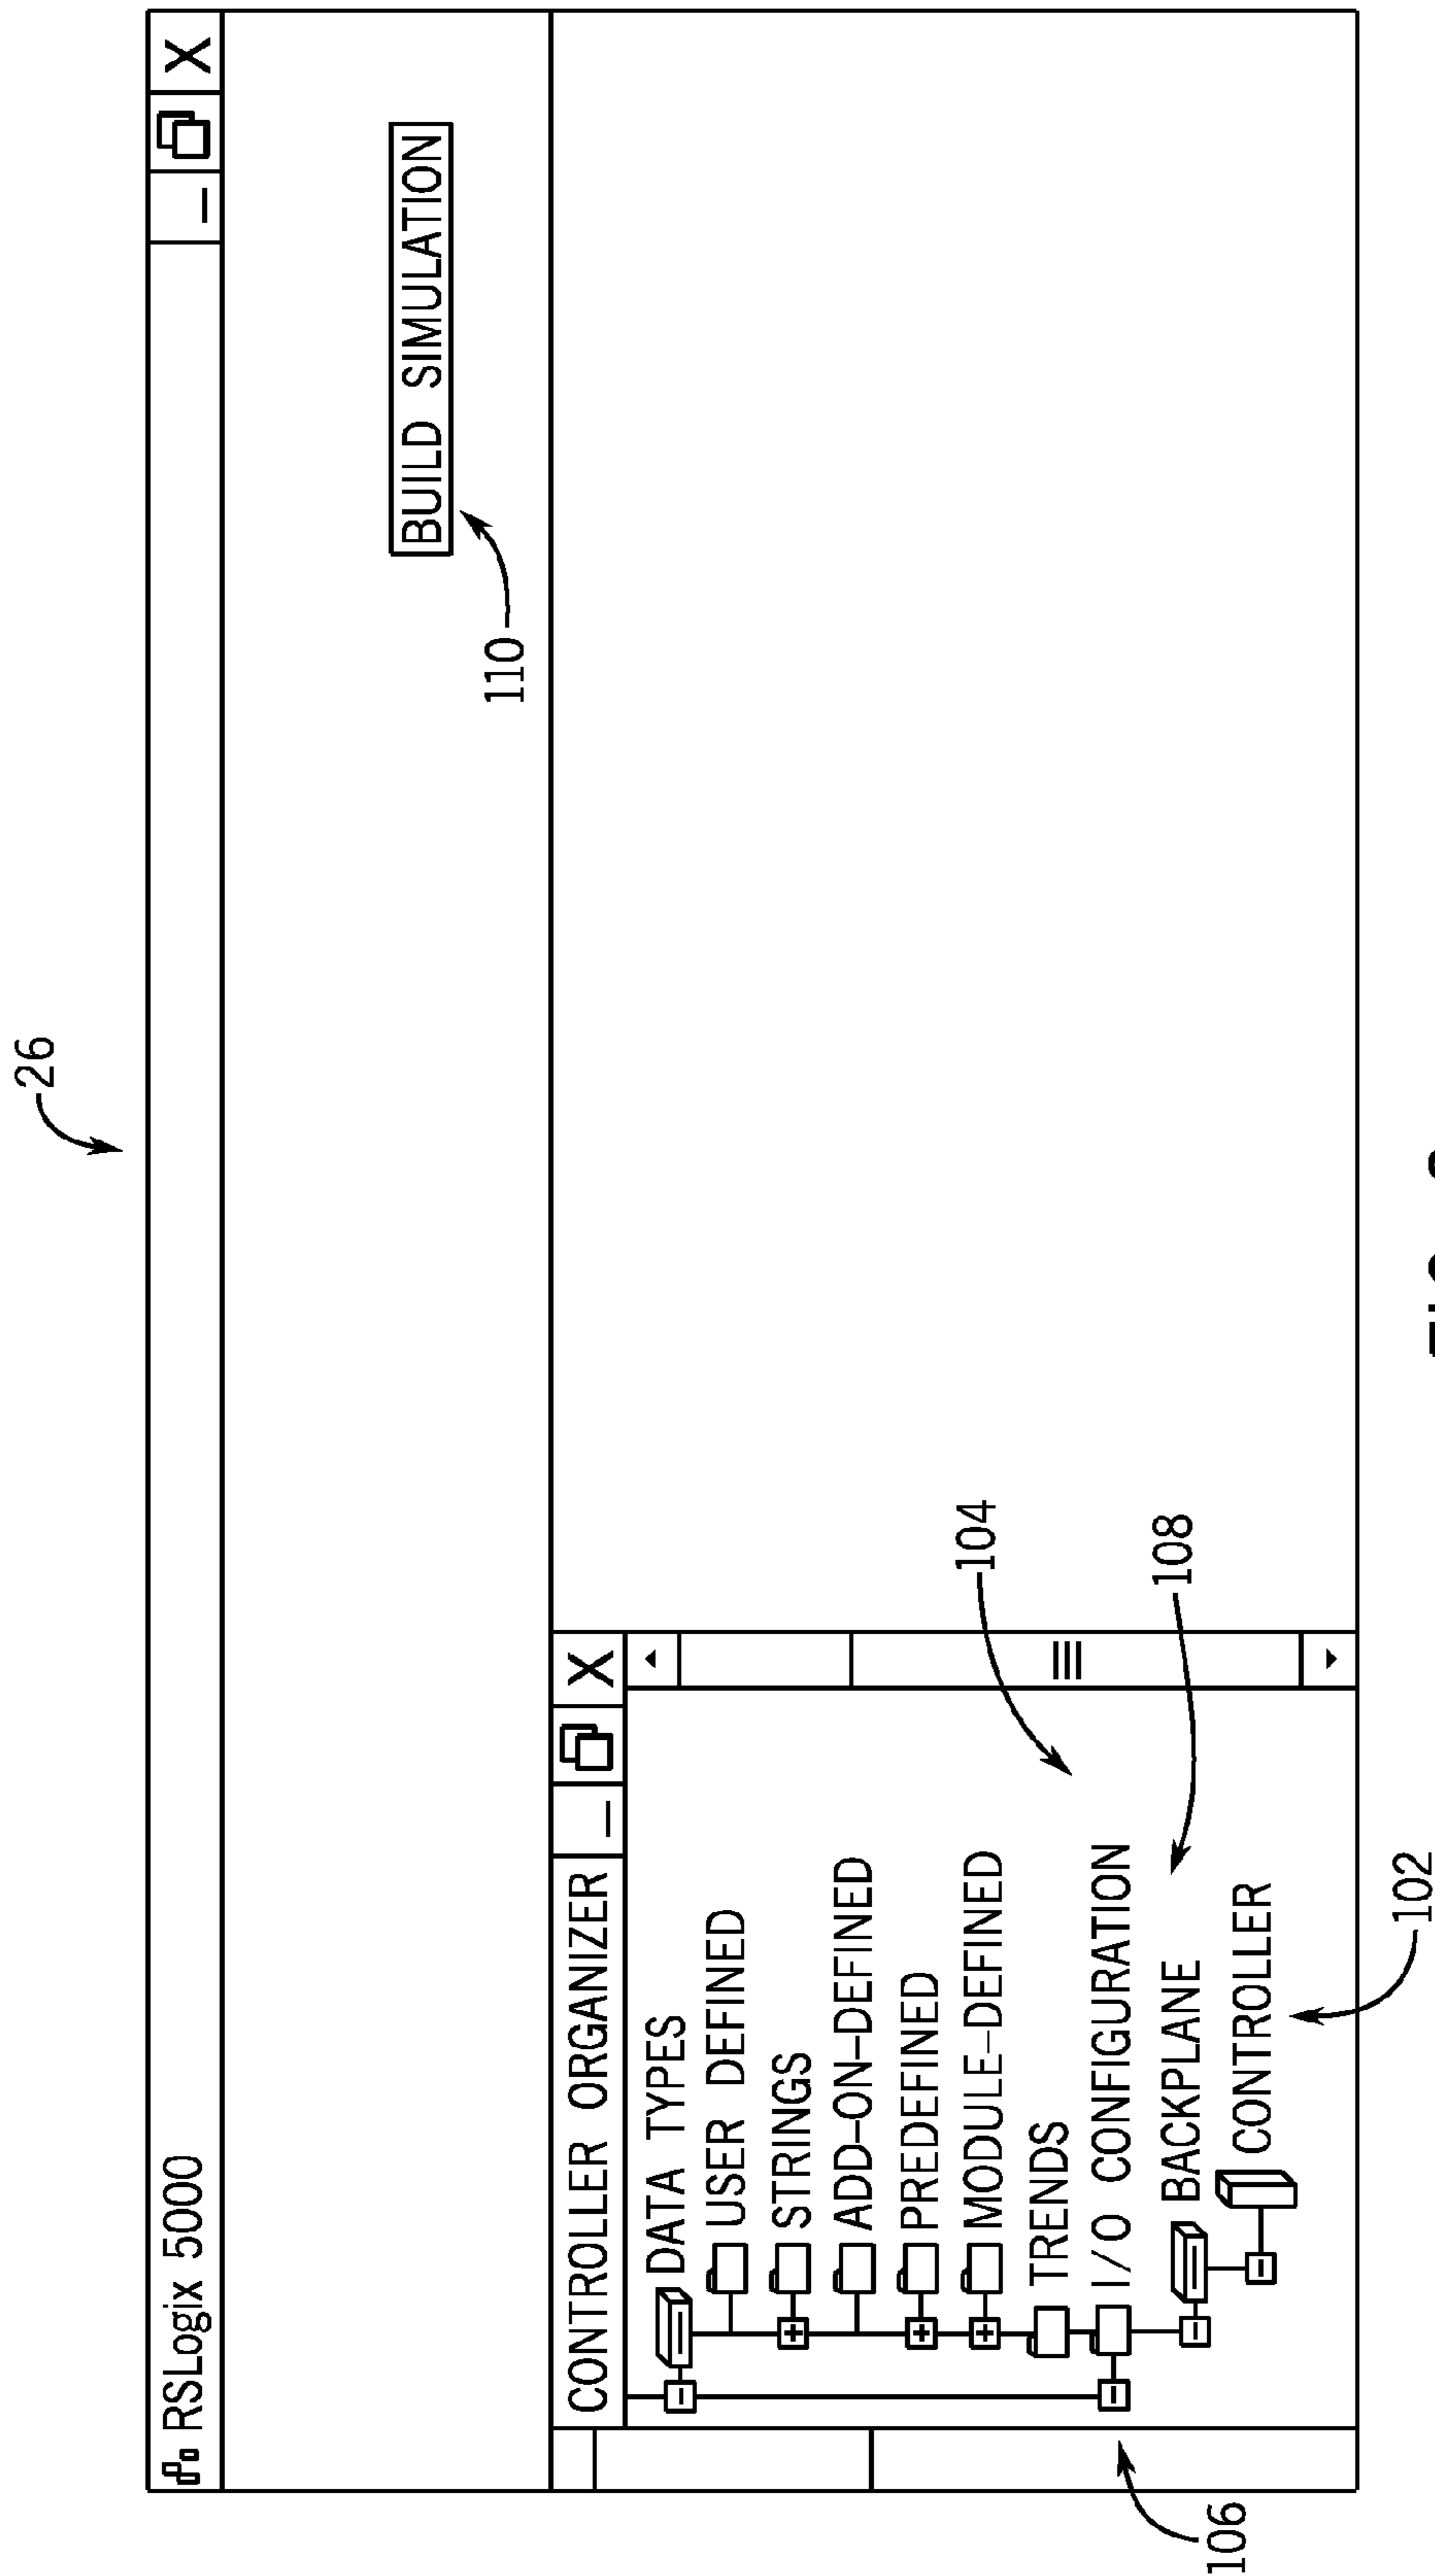 26
RSLogix 5000
BUILD SIMULATION
110
CONTROLLER ORGANIZER
DATA TYPES
USER DEFINED
STRINGS
ADD-ON-DEFINED
PREDEFINED
MODULE-DEFINED
TRENDS
I/O CONFIGURATION
BACKPLANE
CONTROLLER
104
108
106
102